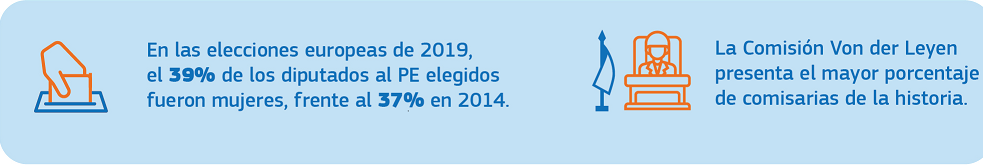 En las elecciones europeas de 2019,
el 39% de los diputados al PE elegidos
fueron mujeres, frente al 37% en 2014.
La Comisión Von der Leyen
presenta el mayor porcentaje
de comisarias de la historia.